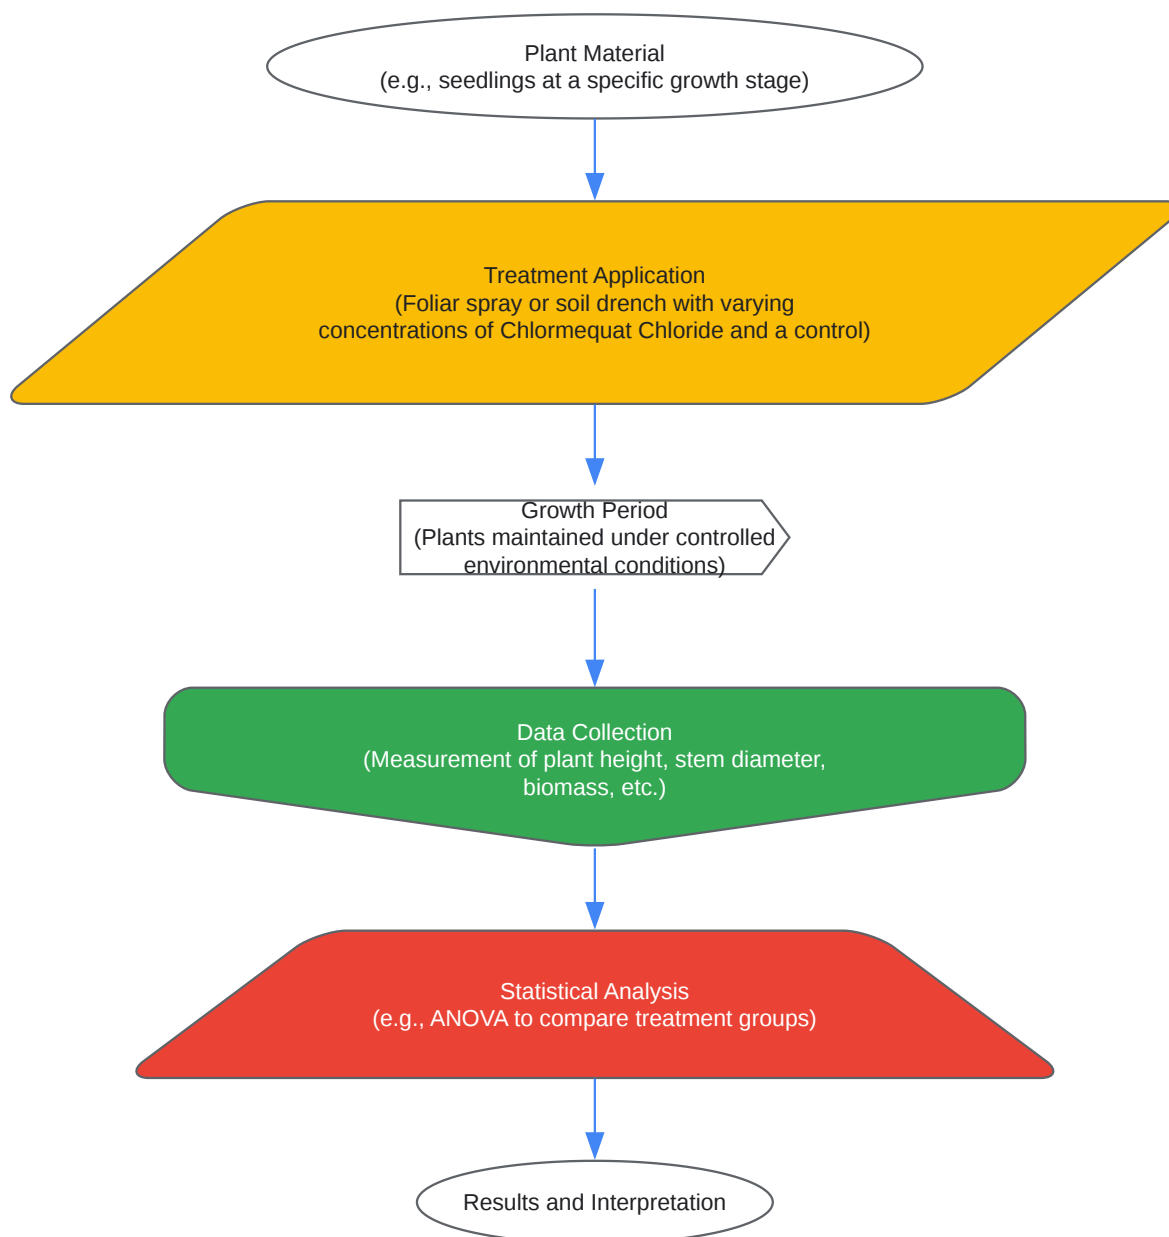 Plant Material
(e.g., seedlings at a specific growth stage)
Treatment Application
(Foliar spray or soil drench with varying
concentrations of Chlormequat Chloride and a control)
Growth Period
(Plants maintained under controlled
environmental conditions)
Data Collection
(Measurement of plant height, stem diameter,
biomass, etc.)
Statistical Analysis
(e.g., ANOVA to compare treatment groups)
Results and Interpretation